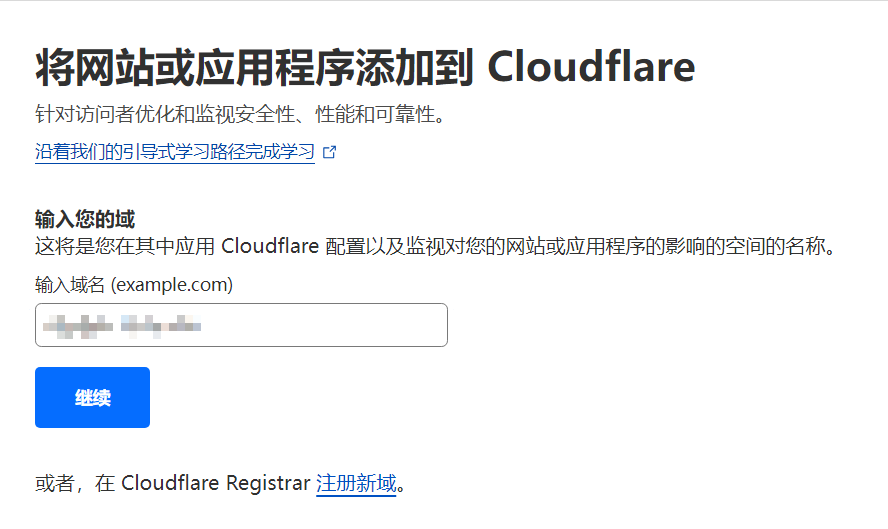 将网站或应用程序添加到 Cloudflare
针对访问者优化和监视安全性、性能和可靠性。
沿着我们的引导式学习路径完成学习
输入您的域
这将是您在其中应用 Cloudflare 配置以及监视对您的网站或应用程序的影响的空间的名称。
输入域名 (example.com)
继续
或者，在 Cloudflare Registrar 注册新域。